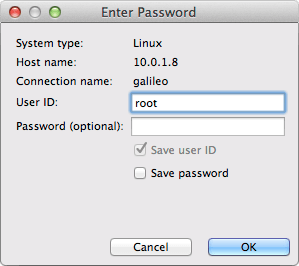 Enter Password
System type: Linux
Host name: 10.0.1.8
Connection name: galileo
User ID: root
Password (optional):
Save user ID
Save password
Cancel OK